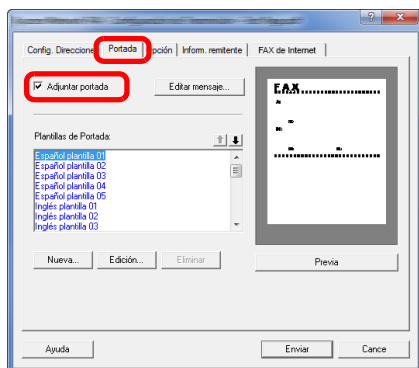 Config. Direccione Portada pción Inform. remitente FAX de Internet
Adjuntar portada
Editar mensaje...
Plantillas de Portada:
Español plantilla 01
Español plantilla 02
Español plantilla 03
Español plantilla 04
Español plantilla 05
Inglés plantilla 01
Inglés plantilla 02
Inglés plantilla 03
FAX
Nueva...
Edición...
Eliminar
Previa
Ayuda
Enviar
Cance